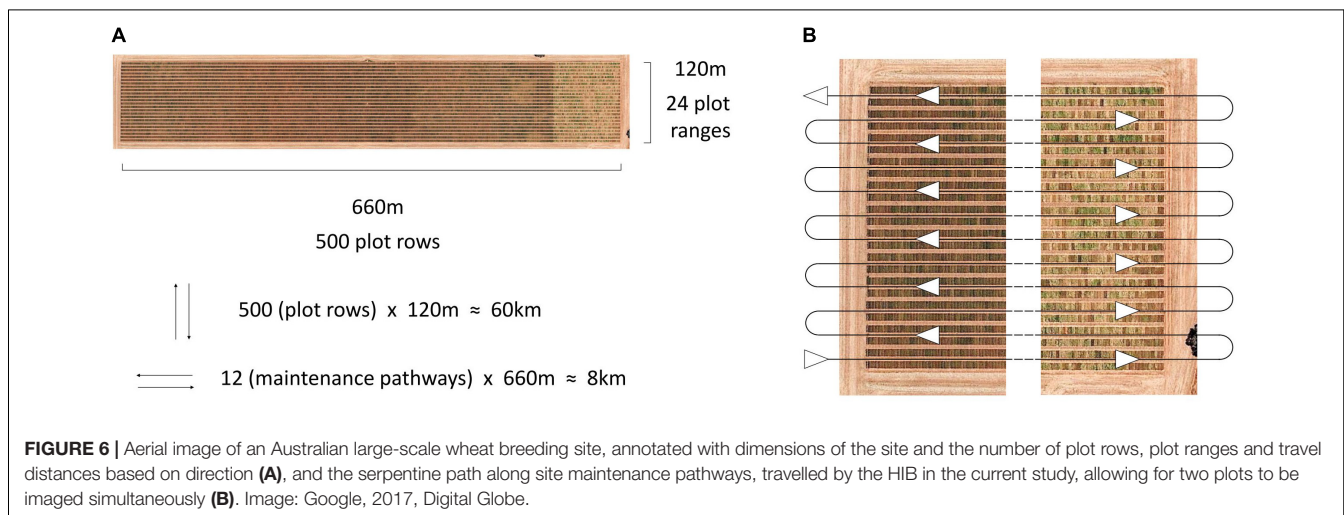 A
120m
24 plot
ranges
660m
500 plot rows
500 (plot rows) x 120m ≈ 60km
12 (maintenance pathways) x 660m ≈ 8km
B
FIGURE 6 | Aerial image of an Australian large-scale wheat breeding site, annotated with dimensions of the site and the number of plot rows, plot ranges and travel
distances based on direction (A), and the serpentine path along site maintenance pathways, travelled by the HIB in the current study, allowing for two plots to be
imaged simultaneously (B). Image: Google, 2017, Digital Globe.